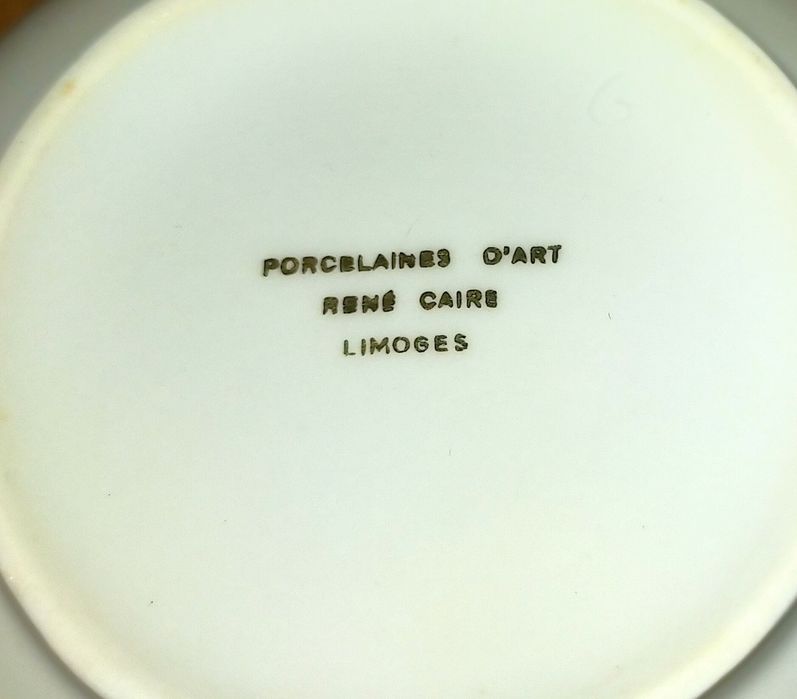 PORCELAINES D'ART
RENÉ CAIRE
LIMOGES